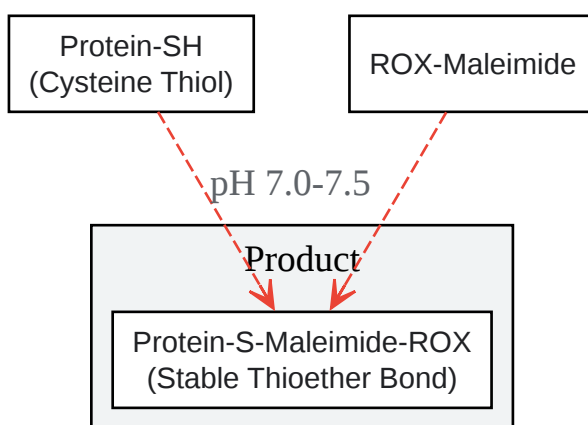 Protein-SH
(Cysteine Thiol)
ROX-Maleimide
pH 7.0-7.5
Product
Protein-S-Maleimide-ROX
(Stable Thioether Bond)